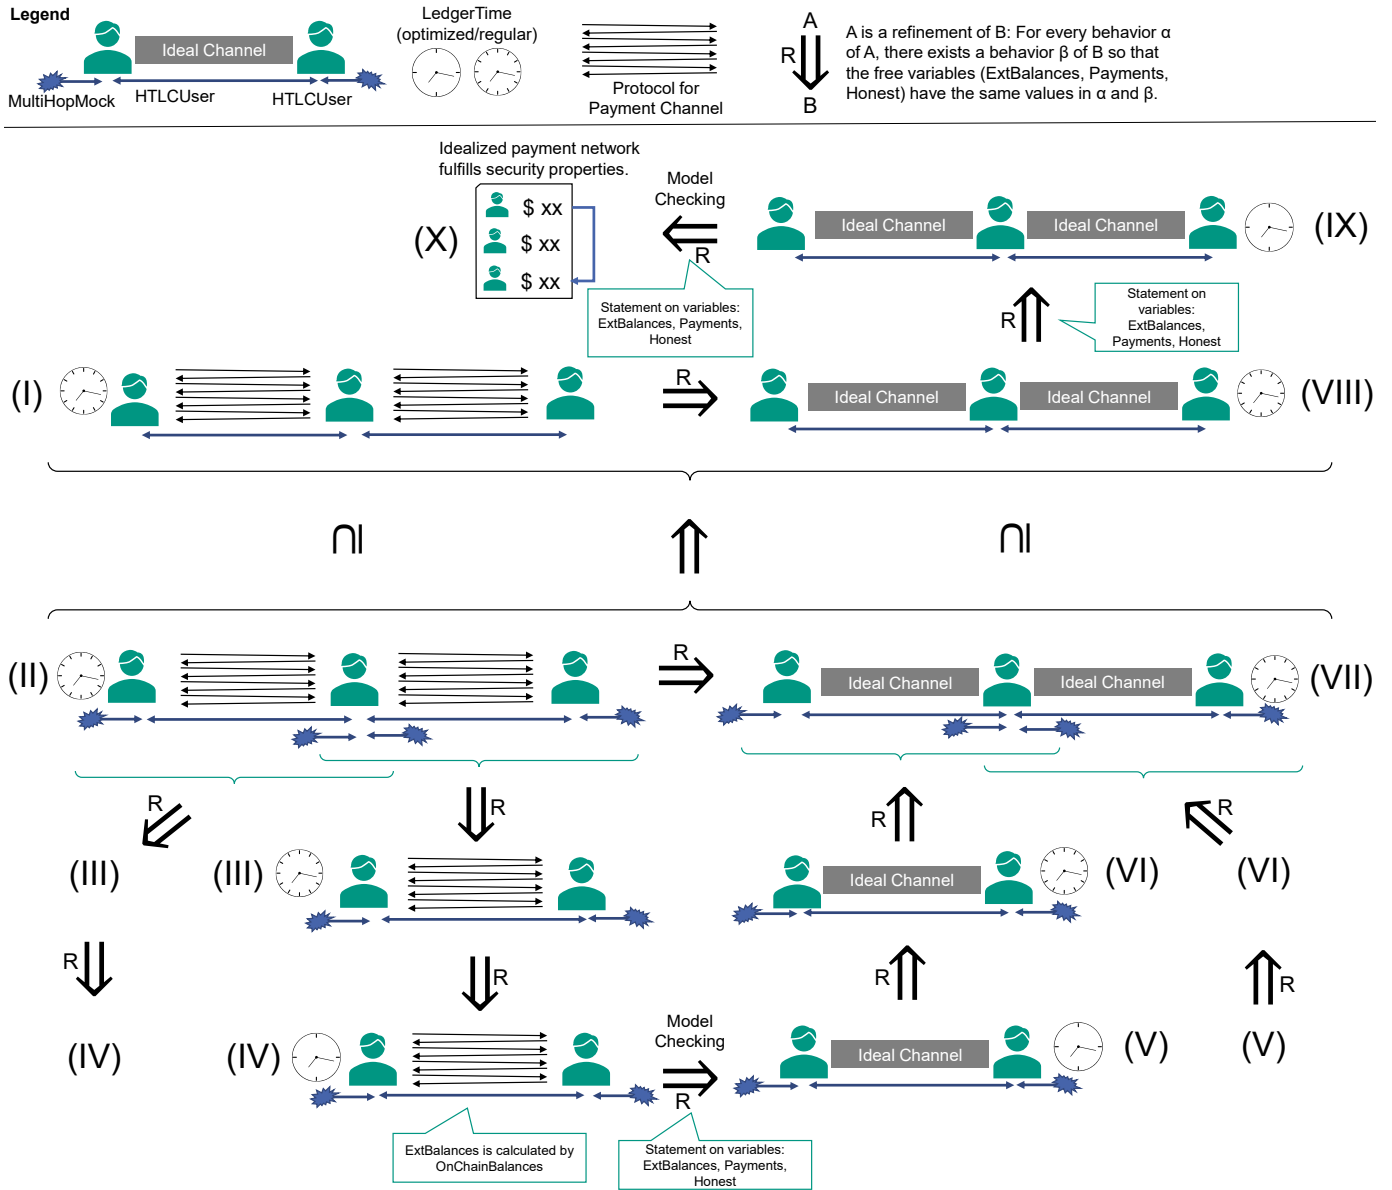 Legend
Ideal Channel
MultiHopMock
HTLCUser
HTLCUser
LedgerTime
(optimized/regular)
Protocol for
Payment Channel
A
R
B
A is a refinement of B: For every behavior α
of A, there exists a behavior β of B so that
the free variables (ExtBalances, Payments,
Honest) have the same values in α and β.
Idealized payment network
fulfills security properties.
(X)
$ xx
$ xx
$ xx
Model
Checking
R
Statement on variables:
ExtBalances, Payments,
Honest
Ideal Channel
Ideal Channel
(IX)
R
Statement on
variables:
ExtBalances,
Payments, Honest
(I)
R
Ideal Channel
Ideal Channel
(VIII)
⊆
⊆
(II)
R
Ideal Channel
Ideal Channel
(VII)
R
R
R
R
(III)
(III)
Ideal Channel
(VI)
(VI)
R
R
R
R
(IV)
(IV)
Model
Checking
R
Ideal Channel
(V)
(V)
ExtBalances is calculated by
OnChainBalances
Statement on variables:
ExtBalances, Payments,
Honest